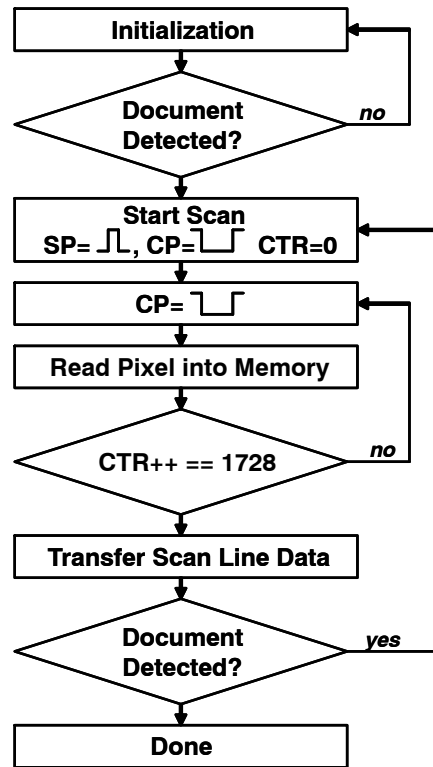 Initialization
Document
Detected?
no
Start Scan
SP= , CP= CTR=0
CP=
Read Pixel into Memory
CTR++ == 1728
no
Transfer Scan Line Data
Document
Detected?
yes
Done